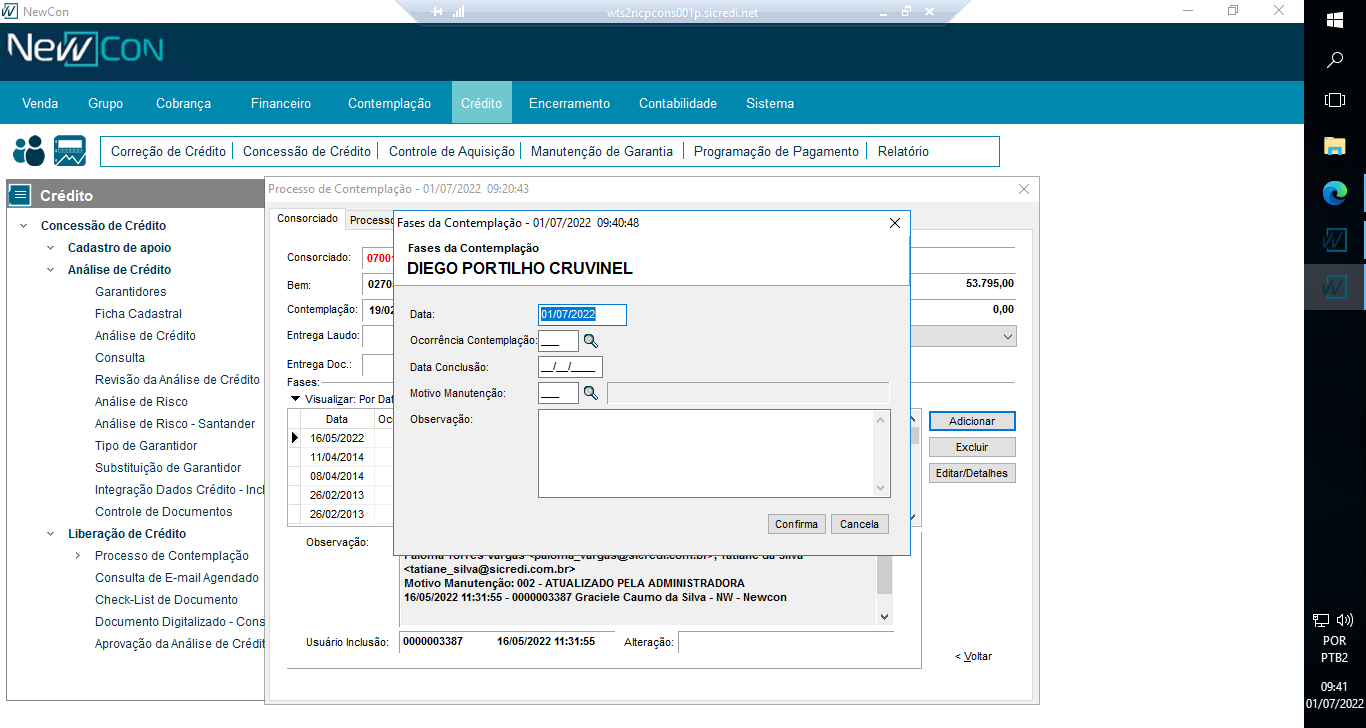 NewCon
wts2ncpcons001p.sicredi.net
NewCon
Venda Grupo Cobrança Financeiro Contemplação Crédito Encerramento Contabilidade Sistema
Correção de Crédito Concessão de Crédito Controle de Aquisição Manutenção de Garantia Programação de Pagamento Relatório
Crédito
Concessão de Crédito
Cadastro de apoio
Análise de Crédito
Garantidores
Ficha Cadastral
Análise de Crédito
Consulta
Revisão da Análise de Crédito
Análise de Risco
Análise de Risco - Santander
Tipo de Garantidor
Substituição de Garantidor
Integração Dados Crédito - Incl
Controle de Documentos
Liberação de Crédito
Processo de Contemplação
Consulta de E-mail Agendado
Check-List de Documento
Documento Digitalizado - Cons
Aprovação da Análise de Crédit
Processo de Contemplação - 01/07/2022 09:20:43
Consorciado Processo
Consorciado: 07001
Bem: 0270 53.795,00
Contemplação: 19/02 0,00
Entrega Laudo:
Entrega Doc.:
Fases:
Visualizar: Por Dat
Data Oc
16/05/2022
11/04/2014
08/04/2014
26/02/2013
26/02/2013
Adicionar
Excluir
Editar/Detalhes
Fases da Contemplação - 01/07/2022 09:40:48
Fases da Contemplação
DIEGO PORTILHO CRUVINEL
Data: 01/07/2022
Ocorrência Contemplação: ___
Data Conclusão: __/__/____
Motivo Manutenção: ___
Observação:
Confirma Cancela
Observação:
Paloma Torres Vargas <paloma_vargas@sicredi.com.br>; Tatiane da Silva
<tatiane_silva@sicredi.com.br>
Motivo Manutenção: 002 - ATUALIZADO PELA ADMINISTRADORA
16/05/2022 11:31:55 - 0000003387 Graciele Caumo da Silva - NW - Newcon
Usuário Inclusão: 0000003387 16/05/2022 11:31:55 Alteração:
< Voltar
POR
PTB2
09:41
01/07/2022